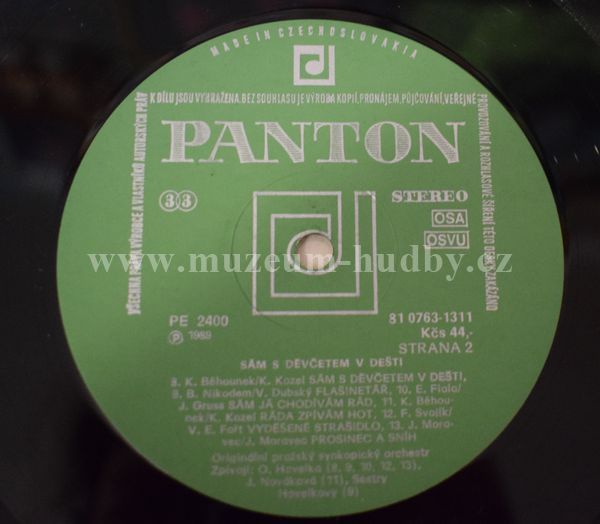 MADE IN CZECHOSLOVAKIA
VŠECHNA PRÁVA VÝROBCE A VLASTNÍKŮ AUTORSKÝCH PRÁV
K DÍLU JSOU VYHRAŽENA. BEZ SOUHLASU JE VÝROBA KOPIÍ, PRONÁJEM, PŮJČOVÁNÍ, VEŘEJNÉ
PROVOZOVÁNÍ A ROZHLASOVÉ ŠÍŘENÍ TÉTO DESKY ZAKÁZÁNO
PANTON
33
STEREO
OSA
OSVU
www.muzeum-hudby.cz
PE 2400
℗ 1989
81 0763-1311
Kčs 44,-
STRANA 2
SÁM S DĚVČETEM V DEŠTI
8. K. Běhounek/K. Kozel SÁM S DĚVČETEM V DEŠTI,
9. B. Nikodem/V. Dubský FLAŠINETÁŘ, 10. E. Fiala/
J. Gruss SÁM JÁ CHODÍVÁM RÁD, 11. K. Běhou-
nek/K. Kozel RÁDA ZPÍVÁM HOT, 12. F. Svojík/
V. E. Fořt VYDĚŠENÉ STRAŠIDLO, 13. J. Mora-
vec/J. Moravec PROSINEC A SNÍH
Originální pražský synkopický orchestr
Zpívají: O. Havelka (8, 9, 10, 12, 13),
J. Nováková (11), Sestry
Havelkovy (9)